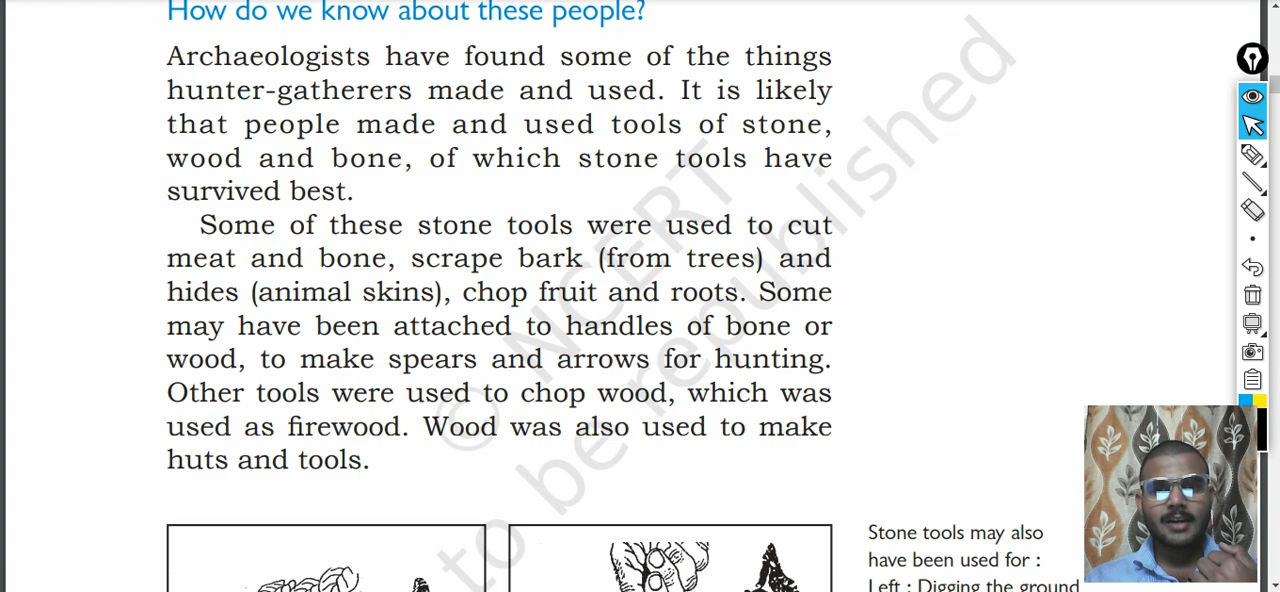 How do we know about these people?
Archaeologists have found some of the things
hunter-gatherers made and used. It is likely
that people made and used tools of stone,
wood and bone, of which stone tools have
survived best.
Some of these stone tools were used to cut
meat and bone, scrape bark (from trees) and
hides (animal skins), chop fruit and roots. Some
may have been attached to handles of bone or
wood, to make spears and arrows for hunting.
Other tools were used to chop wood, which was
used as firewood. Wood was also used to make
huts and tools.
Stone tools may also
have been used for :
Left : Digging the ground
© NCERT
to be republished